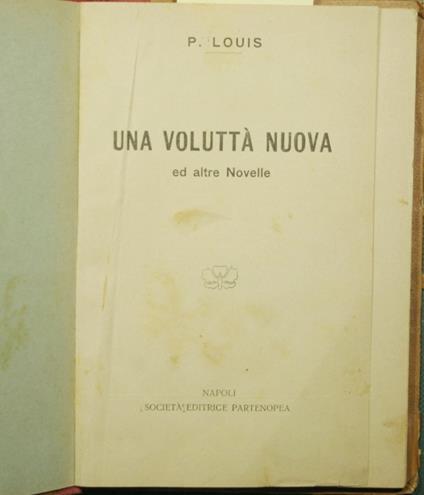 P. LOUIS
UNA VOLUTTÀ NUOVA
ed altre Novelle
NAPOLI
SOCIETÀ EDITRICE PARTENOPEA